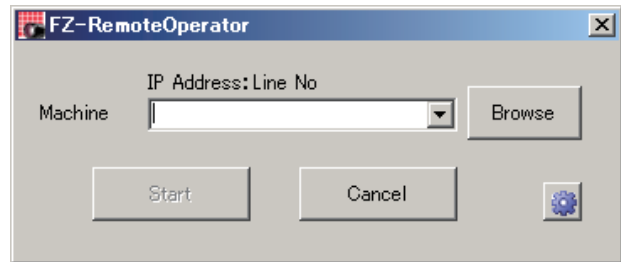 FZ-RemoteOperator
IP Address:Line No
Machine
Browse
Start
Cancel